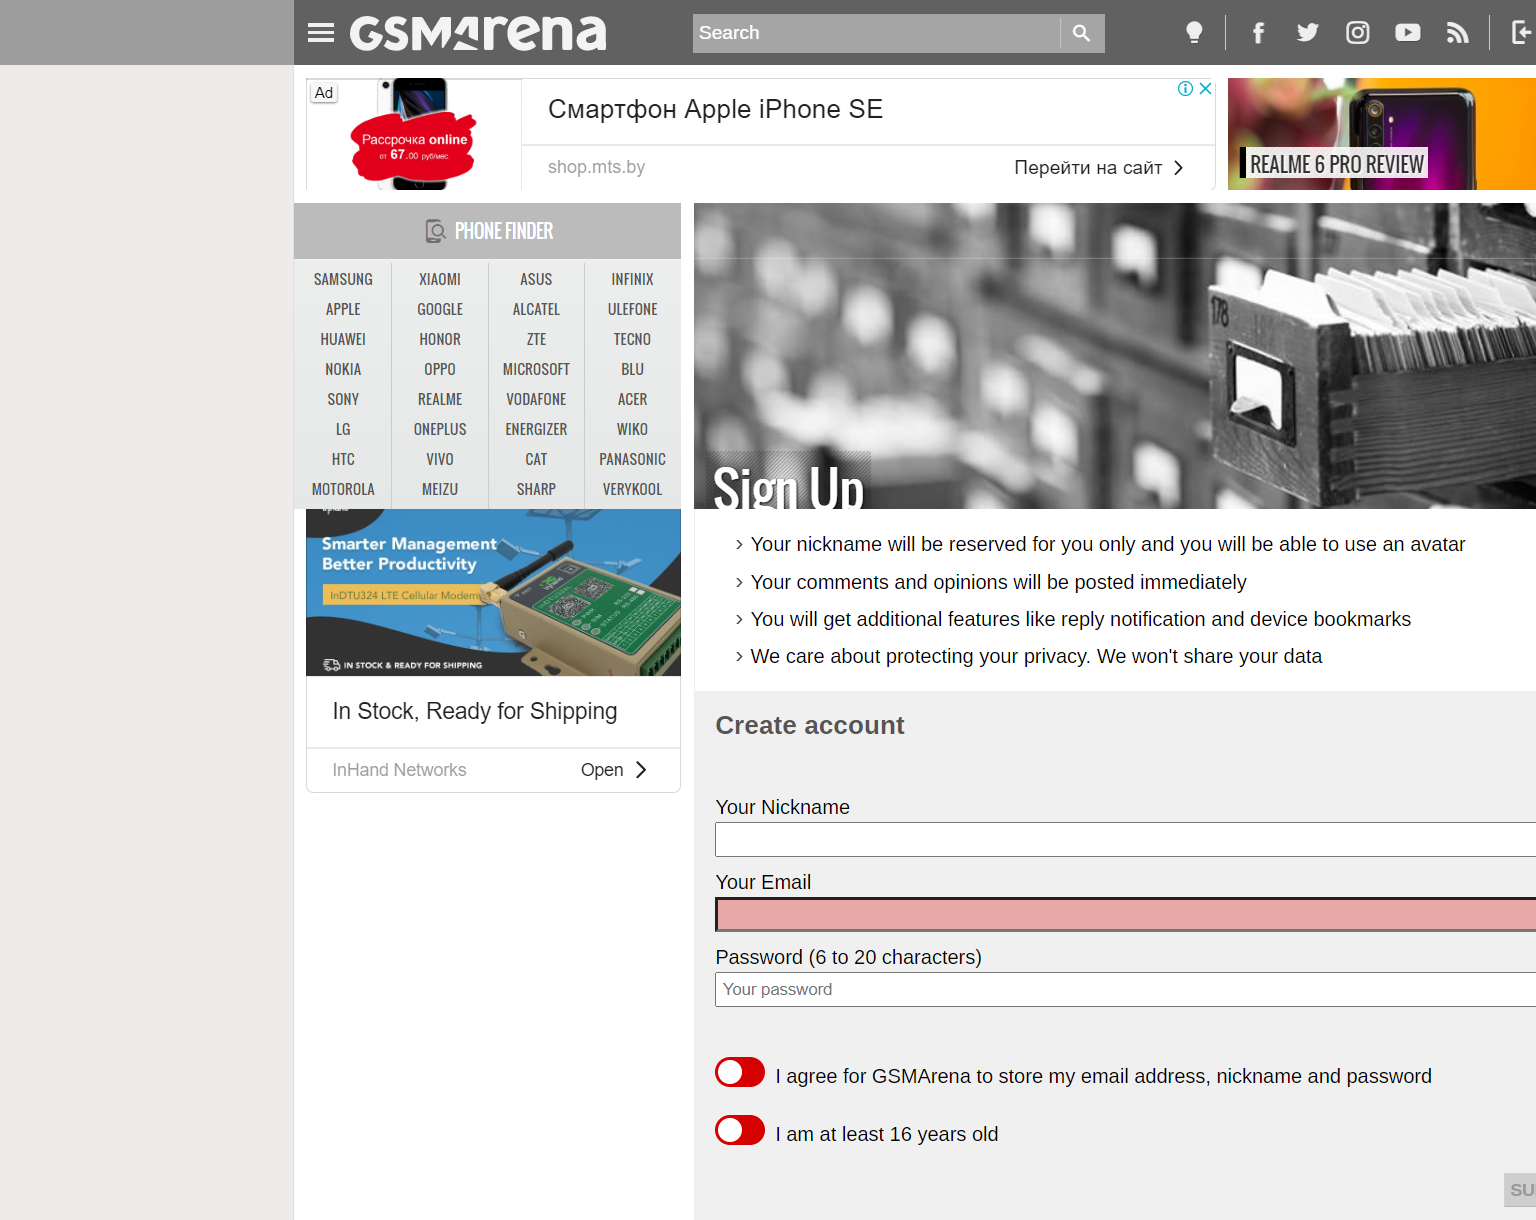 GSMArena
Search
Ad
Рассрочка online
от 67.00 руб/мес.
Смартфон Apple iPhone SE
shop.mts.by
Перейти на сайт
REALME 6 PRO REVIEW
PHONE FINDER
SAMSUNG XIAOMI ASUS INFINIX
APPLE GOOGLE ALCATEL ULEFONE
HUAWEI HONOR ZTE TECNO
NOKIA OPPO MICROSOFT BLU
SONY REALME VODAFONE ACER
LG ONEPLUS ENERGIZER WIKO
HTC VIVO CAT PANASONIC
MOTOROLA MEIZU SHARP VERYKOOL
178
Sign Up
Smarter Management
Better Productivity
InDTU324 LTE Cellular Modems
IN STOCK & READY FOR SHIPPING
In Stock, Ready for Shipping
InHand Networks
Open
› Your nickname will be reserved for you only and you will be able to use an avatar
› Your comments and opinions will be posted immediately
› You will get additional features like reply notification and device bookmarks
› We care about protecting your privacy. We won't share your data
Create account
Your Nickname
Your Email
Password (6 to 20 characters)
Your password
I agree for GSMArena to store my email address, nickname and password
I am at least 16 years old
SU